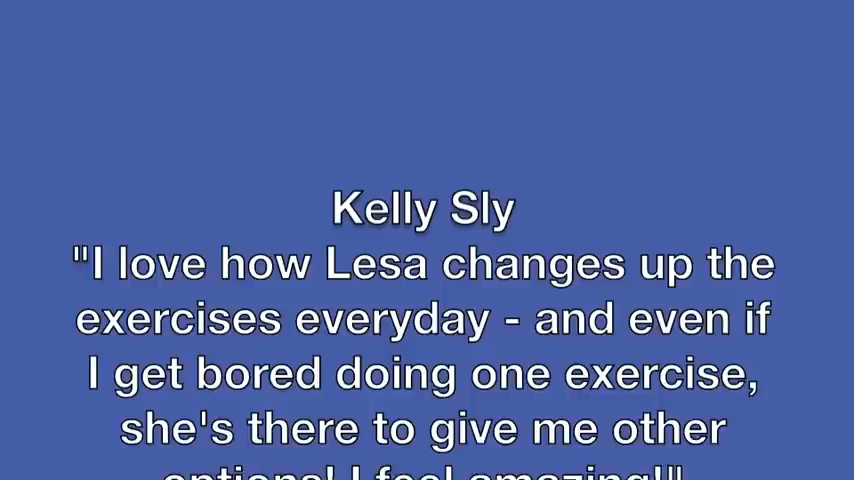 Kelly Sly
"I love how Lesa changes up the
exercises everyday - and even if
I get bored doing one exercise,
she's there to give me other
options! I feel amazing!"